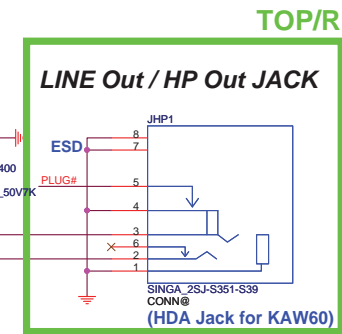 TOP/R
LINE Out / HP Out JACK
JHP1
8
ESD
7
400
PLUG#
5
_50V7K
4
3
6
2
1
SINGA_2SJ-S351-S39
CONN@
(HDA Jack for KAW60)